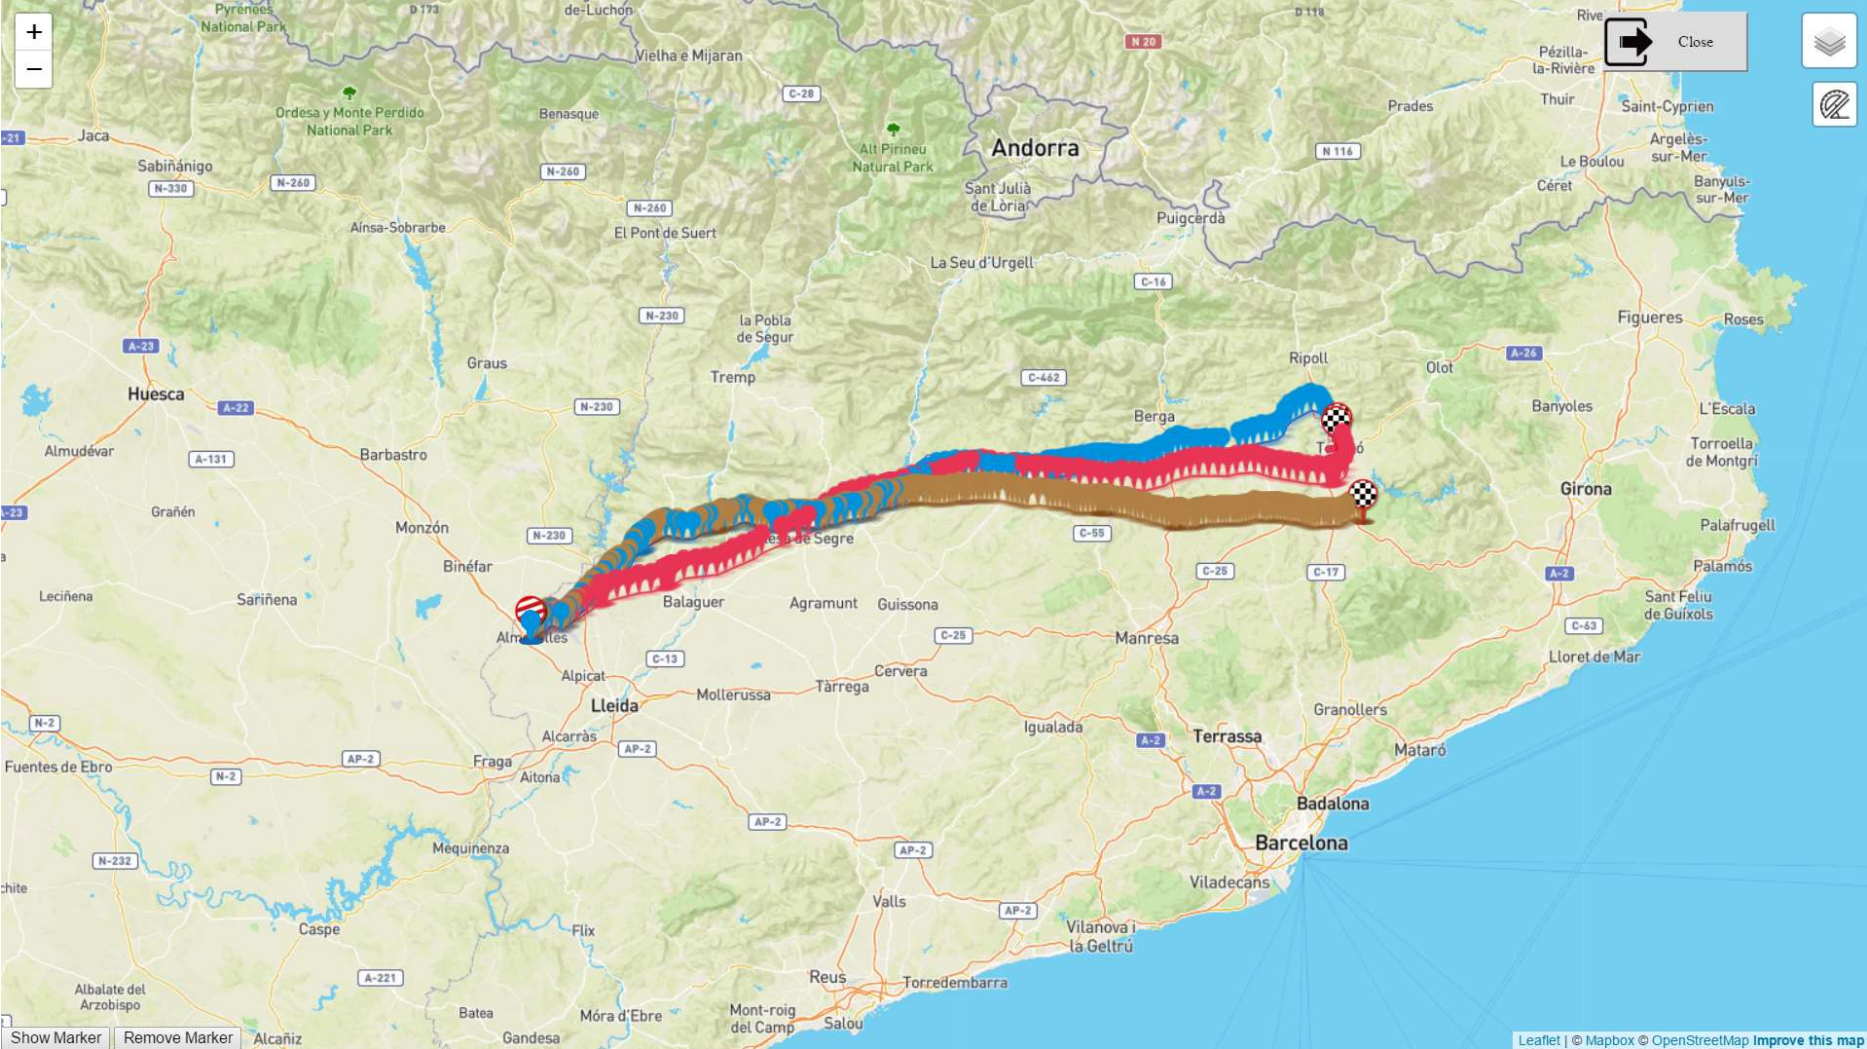 +
−
Pyrenees
National Park
D 173
de-Luchon
D 118
Vielha e Mijaran
N 20
Close
Pézilla-
la-Rivière
Thuir
Saint-Cyprien
Prades
Argelès-
sur-Mer
Le Boulou
Céret
Banyuls-
sur-Mer
N 116
C-28
Ordesa y Monte Perdido
National Park
Benasque
Alt Pirineu
Natural Park
Andorra
Sant Julià
de Lòria
Puigcerdà
-21
Jaca
Sabiñánigo
N-330
N-260
N-260
N-260
El Pont de Suert
Aínsa-Sobrarbe
La Seu d'Urgell
C-16
N-230
la Pobla
de Segur
A-23
Graus
Tremp
C-462
Ripoll
Olot
A-26
Figueres
Roses
Huesca
A-22
N-230
Berga
Banyoles
L'Escala
Almudévar
A-131
Barbastro
Torroella
de Montgrí
Girona
-23
Grañén
Monzón
N-230
de Segre
C-55
Palafrugell
Binéfar
C-25
C-17
A-2
Palamós
Leciñena
Sariñena
Balaguer
Agramunt
Guissona
Sant Feliu
de Guíxols
C-63
C-25
Manresa
Lloret de Mar
Alpicat
C-13
Cervera
Tàrrega
Mollerussa
Lleida
Granollers
N-2
Alcarràs
AP-2
Igualada
A-2
Terrassa
Mataró
Fuentes de Ebro
N-2
AP-2
Fraga
Aitona
A-2
Badalona
AP-2
Barcelona
N-232
Mequinenza
AP-2
Viladecans
chite
Valls
AP-2
Vilanova i
la Geltrú
Caspe
Flix
A-221
Reus
Torredembarra
Albalate del
Arzobispo
Batea
Móra d'Ebre
Mont-roig
del Camp
Salou
Show Marker
Remove Marker
Alcañiz
Gandesa
Leaflet | © Mapbox © OpenStreetMap Improve this map